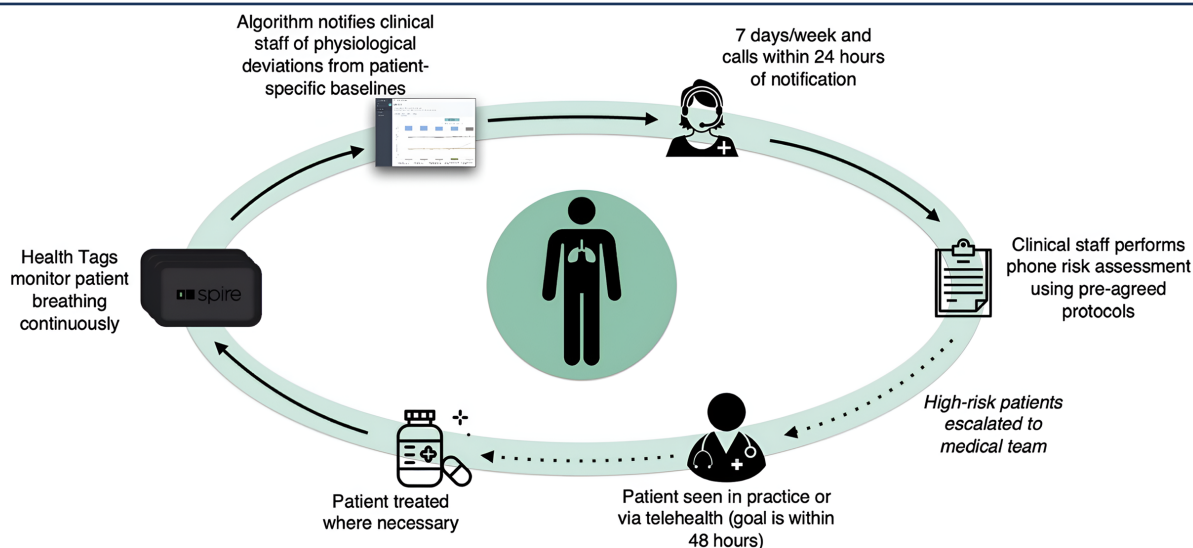 Algorithm notifies clinical
staff of physiological
deviations from patient-
specific baselines
7 days/week and
calls within 24 hours
of notification
Health Tags
monitor patient
breathing
continuously
spire
Clinical staff performs
phone risk assessment
using pre-agreed
protocols
High-risk patients
escalated to
medical team
Patient treated
where necessary
Patient seen in practice or
via telehealth (goal is within
48 hours)